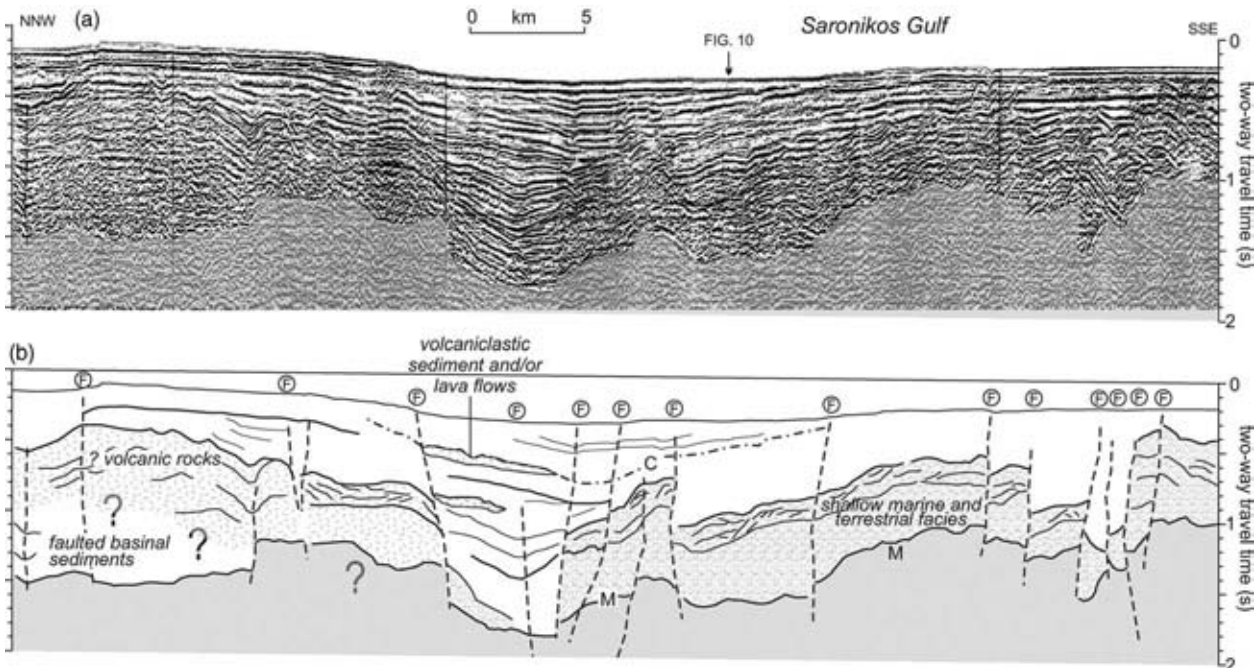 NNW
(a)
0 km 5
Saronikos Gulf
SSE
FIG. 10
0
1
2
two-way travel time (s)
(b)
volcaniclastic
sediment and/or
lava flows
F F F F F F F F F F F F F F
0
1
2
two-way travel time (s)
? volcanic rocks
C
?
?
faulted basinal
sediments
?
shallow marine and
terrestrial facies
M
M